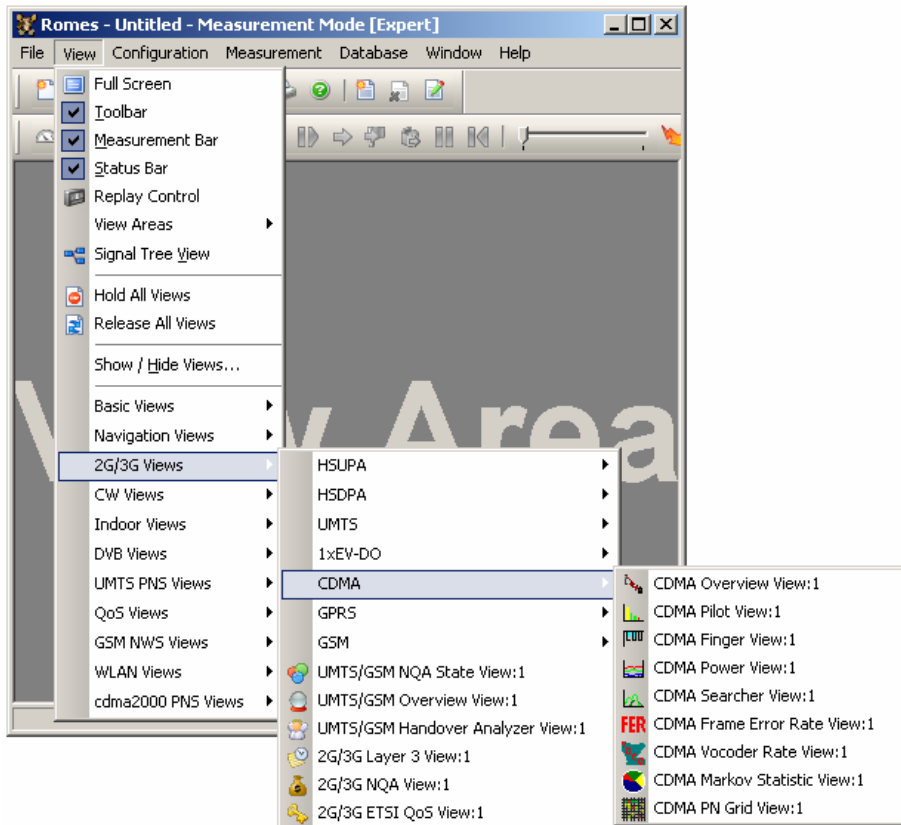 Romes - Untitled - Measurement Mode [Expert]
File View Configuration Measurement Database Window Help
Full Screen
Toolbar
Measurement Bar
Status Bar
Replay Control
View Areas
Signal Tree View
Hold All Views
Release All Views
Show / Hide Views...
Basic Views
Navigation Views
2G/3G Views
CW Views
Indoor Views
DVB Views
UMTS PNS Views
QoS Views
GSM NWS Views
WLAN Views
cdma2000 PNS Views
View Area
HSUPA
HSDPA
UMTS
1xEV-DO
CDMA
GPRS
GSM
UMTS/GSM NQA State View:1
UMTS/GSM Overview View:1
UMTS/GSM Handover Analyzer View:1
2G/3G Layer 3 View:1
2G/3G NQA View:1
2G/3G ETSI QoS View:1
CDMA Overview View:1
CDMA Pilot View:1
CDMA Finger View:1
CDMA Power View:1
CDMA Searcher View:1
FER CDMA Frame Error Rate View:1
CDMA Vocoder Rate View:1
CDMA Markov Statistic View:1
CDMA PN Grid View:1